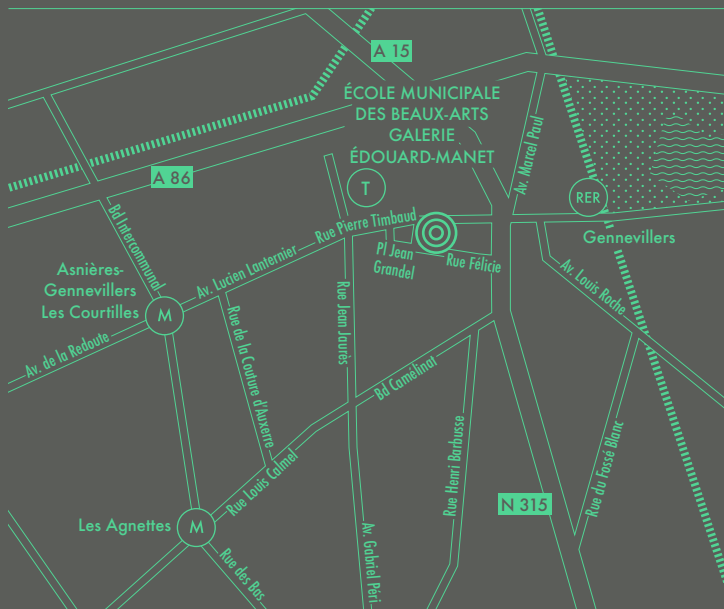 A 15
ÉCOLE MUNICIPALE
DES BEAUX-ARTS
GALERIE
ÉDOUARD-MANET
Av. Marcel Paul
A 86
T
RER
Bd Intercommunal
Rue Pierre Timbaud
Gennevillers
Pl Jean
Grandel
Rue Félicie
Asnières-
Gennevillers
Les Courtilles
M
Av. Lucien Lanternier
Av. Louis Roche
Av. de la Redoute
Rue de la Couture d'Auxerre
Rue Jean Jaurès
Bd Camélinat
Rue Louis Calmel
Rue Henri Barbusse
Rue du Fossé Blanc
N 315
Les Agnettes
M
Rue des Bas
Av. Gabriel Péri